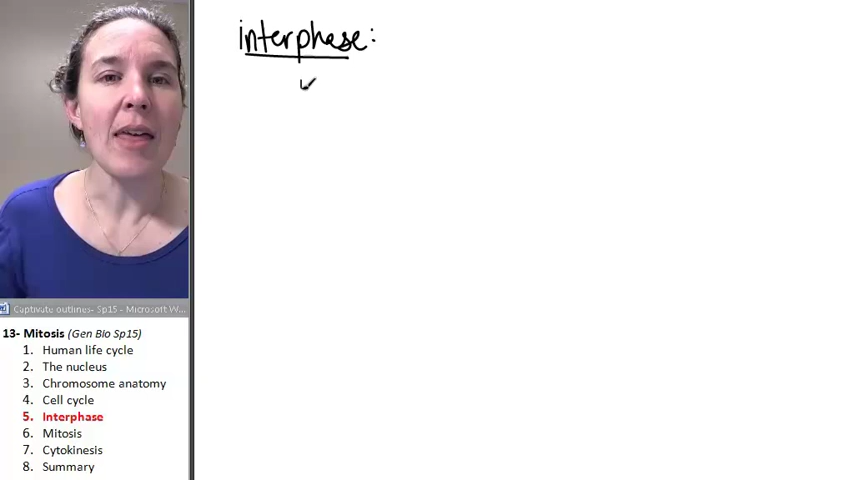 interphase:
Captivate outlines- Sp15 - Microsoft W...
13- Mitosis (Gen Bio Sp15)
1. Human life cycle
2. The nucleus
3. Chromosome anatomy
4. Cell cycle
5. Interphase
6. Mitosis
7. Cytokinesis
8. Summary